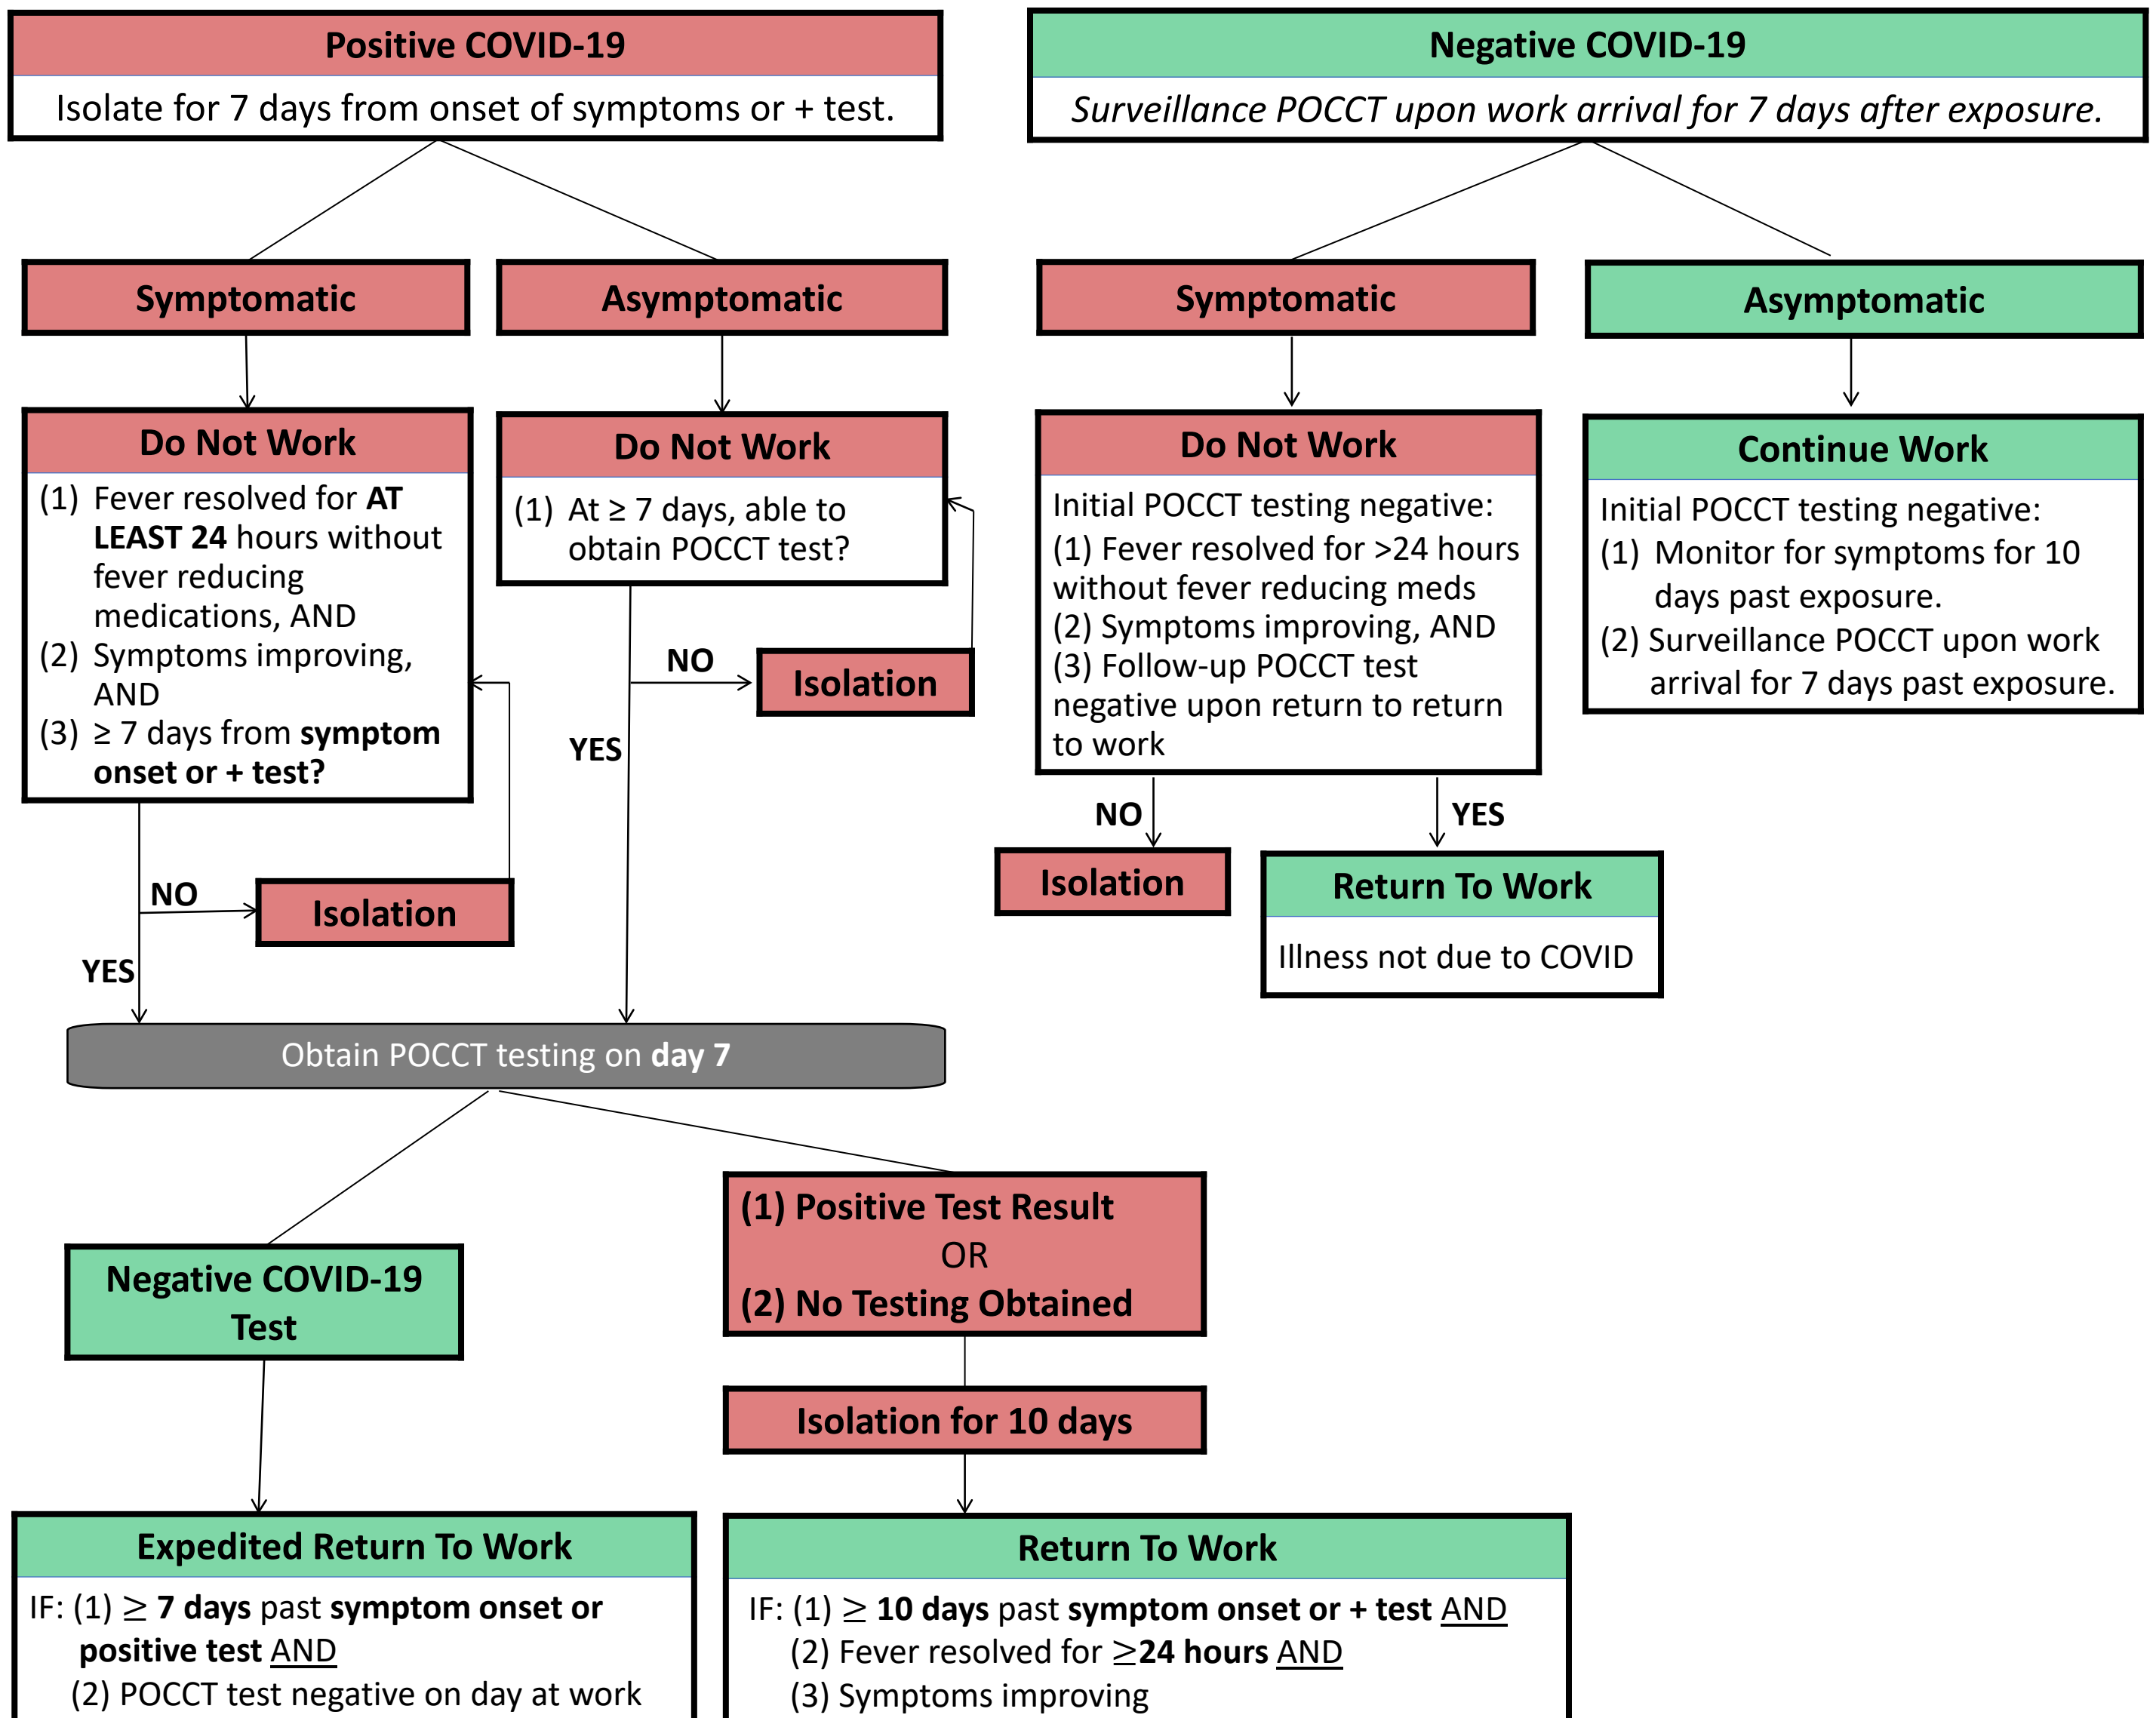 Positive COVID-19
Isolate for 7 days from onset of symptoms or + test.
Negative COVID-19
Surveillance POCCT upon work arrival for 7 days after exposure.
Symptomatic
Asymptomatic
Symptomatic
Asymptomatic
Do Not Work
(1) Fever resolved for AT
LEAST 24 hours without
fever reducing
medications, AND
(2) Symptoms improving,
AND
(3) ≥ 7 days from symptom
onset or + test?
Do Not Work
(1) At ≥ 7 days, able to
obtain POCCT test?
Do Not Work
Initial POCCT testing negative:
(1) Fever resolved for >24 hours
without fever reducing meds
(2) Symptoms improving, AND
(3) Follow-up POCCT test
negative upon return to return
to work
Continue Work
Initial POCCT testing negative:
(1) Monitor for symptoms for 10
days past exposure.
(2) Surveillance POCCT upon work
arrival for 7 days past exposure.
NO
Isolation
YES
NO
YES
Isolation
Return To Work
Illness not due to COVID
NO
Isolation
YES
Obtain POCCT testing on day 7
Negative COVID-19
Test
(1) Positive Test Result
OR
(2) No Testing Obtained
Isolation for 10 days
Expedited Return To Work
IF: (1) ≥ 7 days past symptom onset or
positive test AND
(2) POCCT test negative on day at work
Return To Work
IF: (1) ≥ 10 days past symptom onset or + test AND
(2) Fever resolved for ≥24 hours AND
(3) Symptoms improving